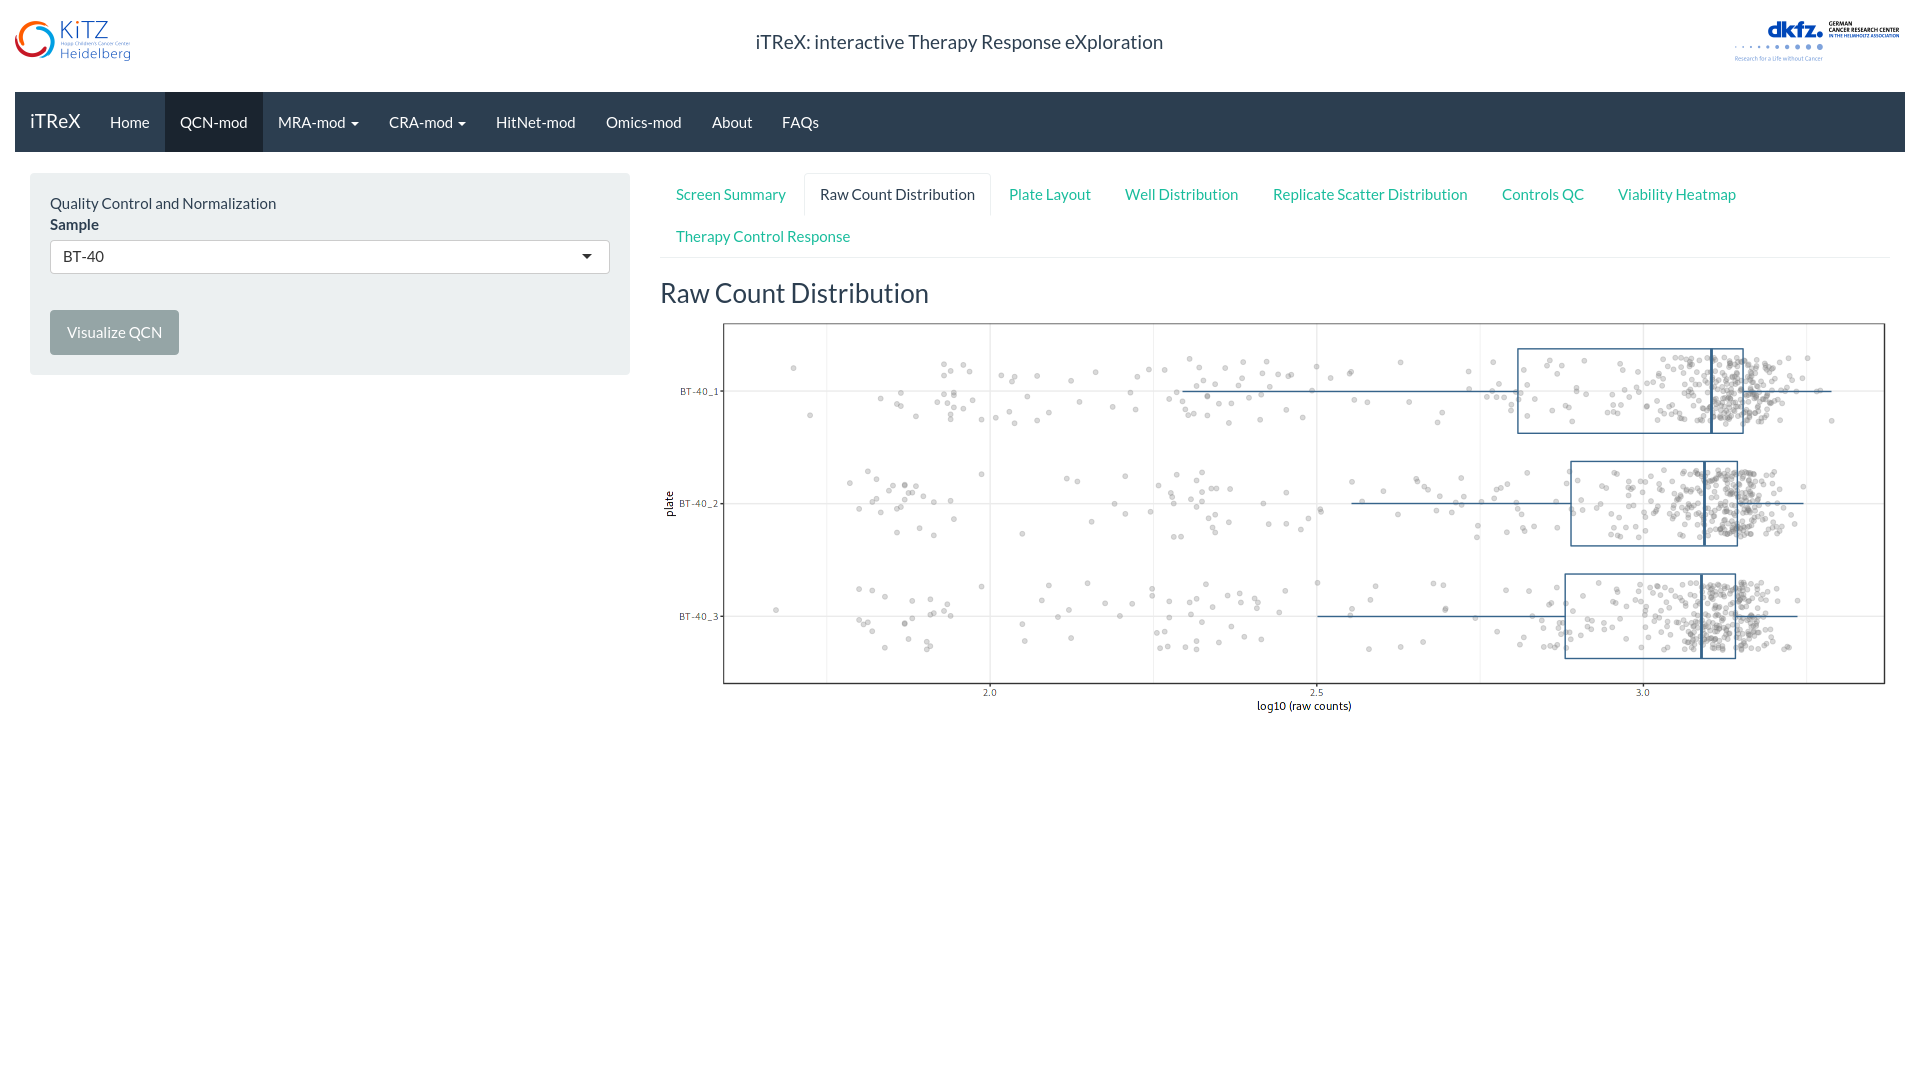 KiTZ
Hopp Children's Cancer Center
Heidelberg
iTReX: interactive Therapy Response eXploration
dkfz.
GERMAN
CANCER RESEARCH CENTER
IN THE HELMHOLTZ ASSOCIATION
Research for a Life without Cancer
iTReX Home QCN-mod MRA-mod CRA-mod HitNet-mod Omics-mod About FAQs
Quality Control and Normalization
Sample
BT-40
Visualize QCN
Screen Summary Raw Count Distribution Plate Layout Well Distribution Replicate Scatter Distribution Controls QC Viability Heatmap
Therapy Control Response
Raw Count Distribution
plate
BT-40_1
BT-40_2
BT-40_3
2.0 2.5 3.0
log10 (raw counts)